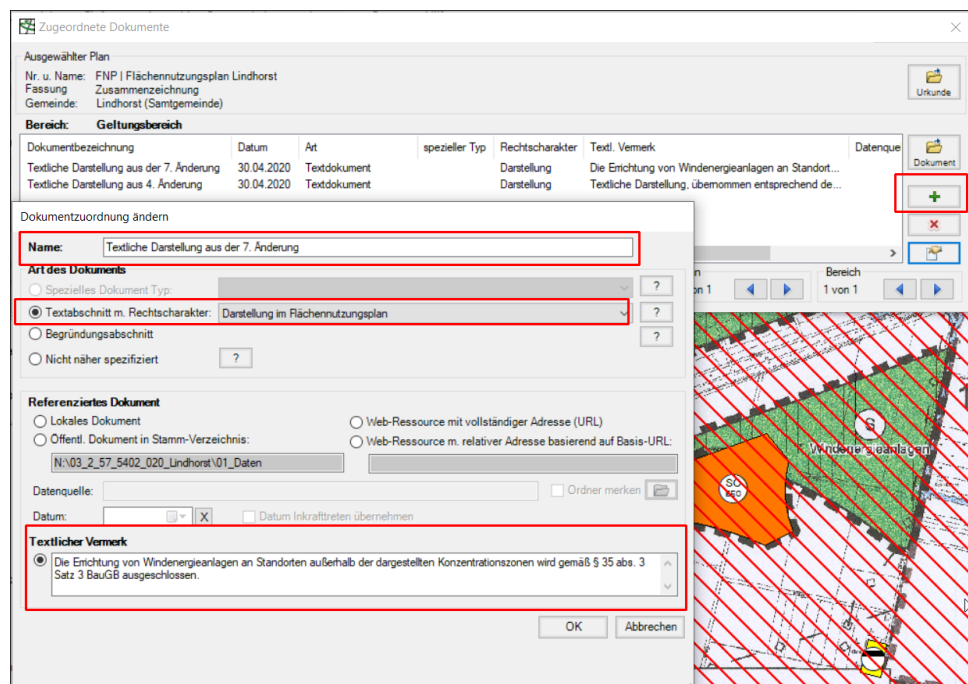 Zugeordnete Dokumente
Ausgewählter Plan
Nr. u. Name: FNP | Flächennutzungsplan Lindhorst
Fassung Zusammenzeichnung
Gemeinde: Lindhorst (Samtgemeinde)
Urkunde
Bereich: Geltungsbereich
Dokumentbezeichnung Datum Art spezieller Typ Rechtscharakter Textl. Vermerk Datenque
Dokument
Textliche Darstellung aus der 7. Änderung 30.04.2020 Textdokument Darstellung Die Errichtung von Windenergieanlagen an Standort...
Textliche Darstellung aus 4. Änderung 30.04.2020 Textdokument Darstellung Textliche Darstellung, übernommen entsprechend de...
Dokumentzuordnung ändern
Name: Textliche Darstellung aus der 7. Änderung
Art des Dokuments
Spezielles Dokument Typ: ?
Textabschnitt m. Rechtscharakter: Darstellung im Flächennutzungsplan ?
Begründungsabschnitt ?
Nicht näher spezifiziert ?
n Bereich
on 1 1 von 1
Referenziertes Dokument
Lokales Dokument Web-Ressource mit vollständiger Adresse (URL)
Öffentl. Dokument in Stamm-Verzeichnis: Web-Ressource m. relativer Adresse basierend auf Basis-URL:
N:\03_2_57_5402_020_Lindhorst\01_Daten
Datenquelle: Ordner merken
Datum: X Datum Inkrafttreten übernehmen
Textlicher Vermerk
Die Errichtung von Windenergieanlagen an Standorten außerhalb der dargestellten Konzentrationszonen wird gemäß § 35 abs. 3
Satz 3 BauGB ausgeschlossen.
OK Abbrechen
S
Windenergieanlagen
SO